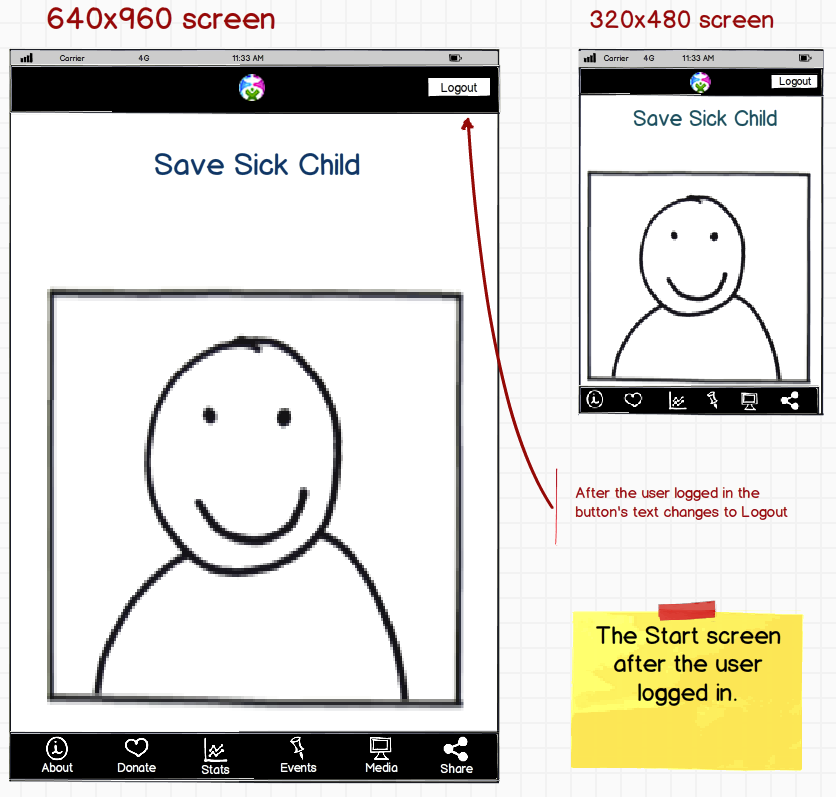 640x960 screen
Carrier 4G 11:33 AM
Logout
Save Sick Child
About Donate Stats Events Media Share
320x480 screen
Carrier 4G 11:33 AM
Logout
Save Sick Child
After the user logged in the
button's text changes to Logout
The Start screen
after the user
logged in.